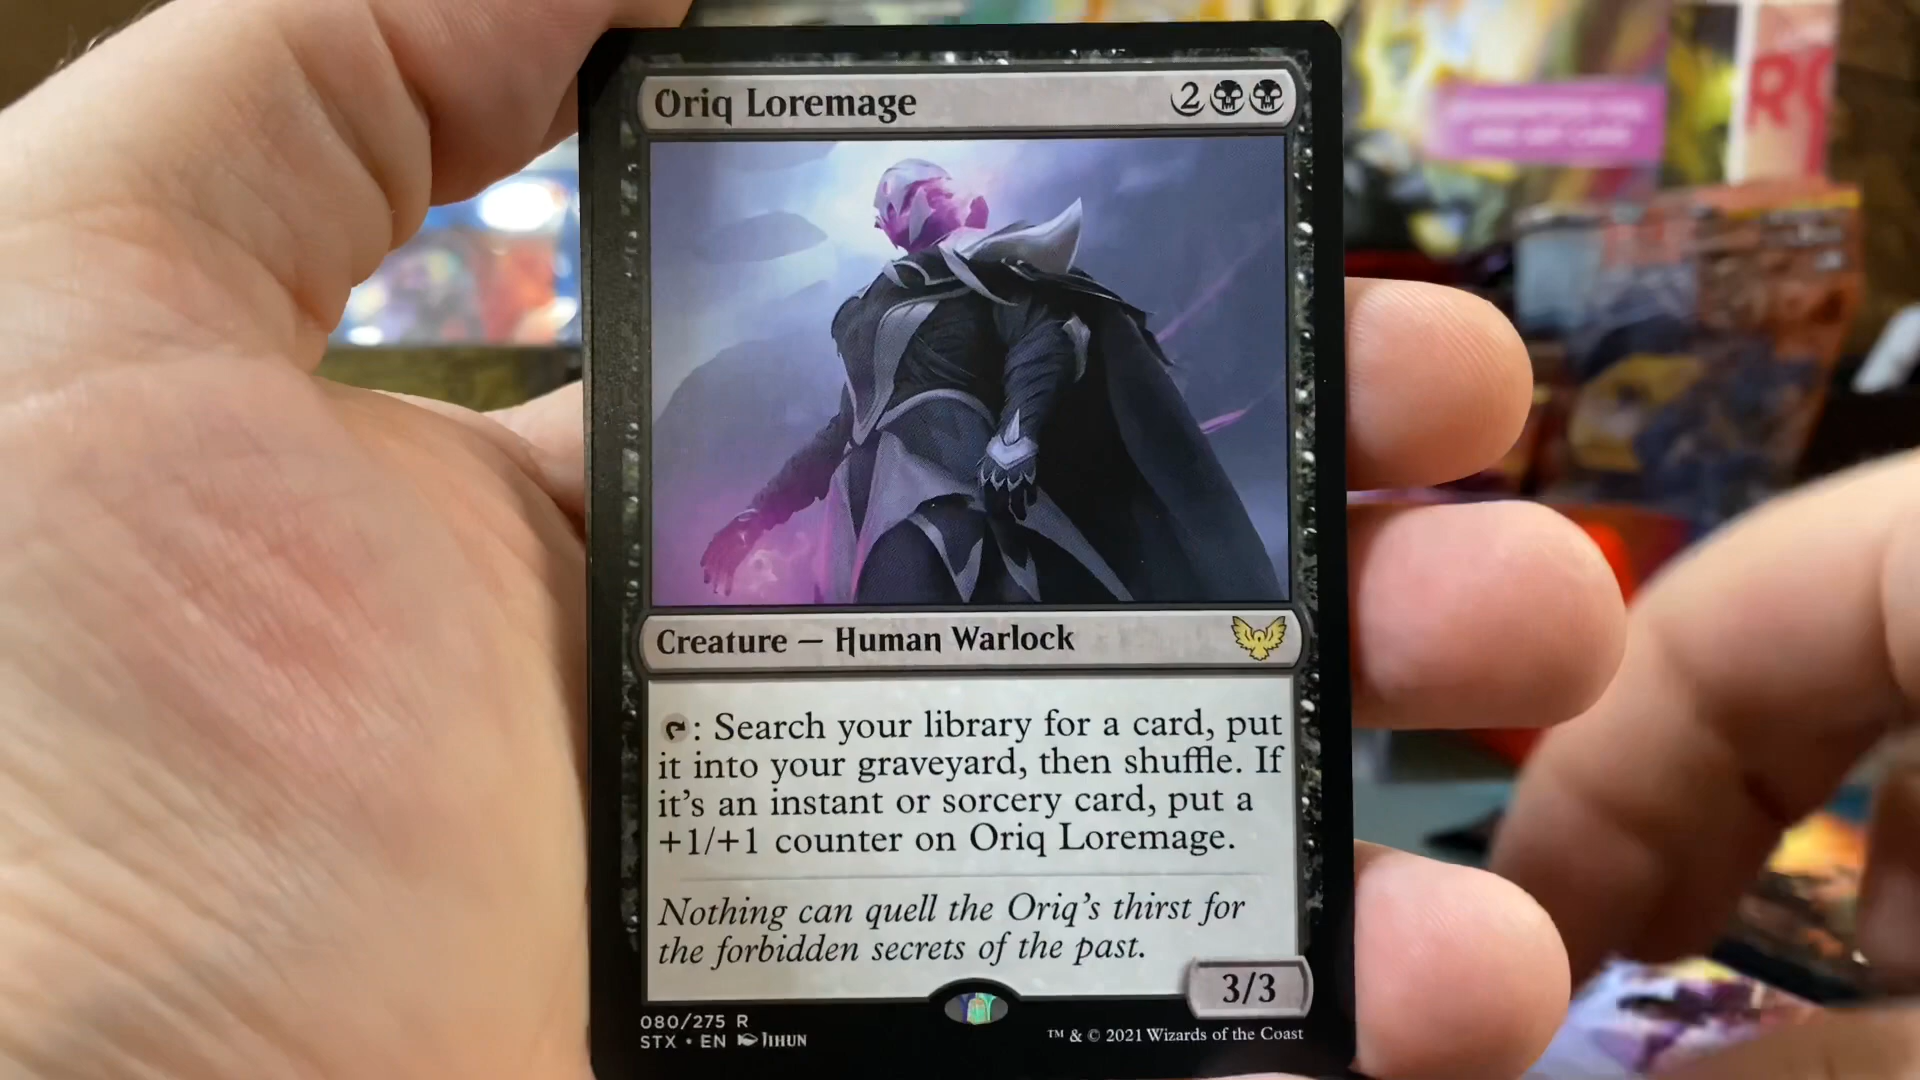 Oriq Loremage 2
Creature — Human Warlock
: Search your library for a card, put
it into your graveyard, then shuffle. If
it's an instant or sorcery card, put a
+1/+1 counter on Oriq Loremage.
Nothing can quell the Oriq's thirst for
the forbidden secrets of the past.
3/3
080/275 R
STX • EN JIHUN
™ & © 2021 Wizards of the Coast